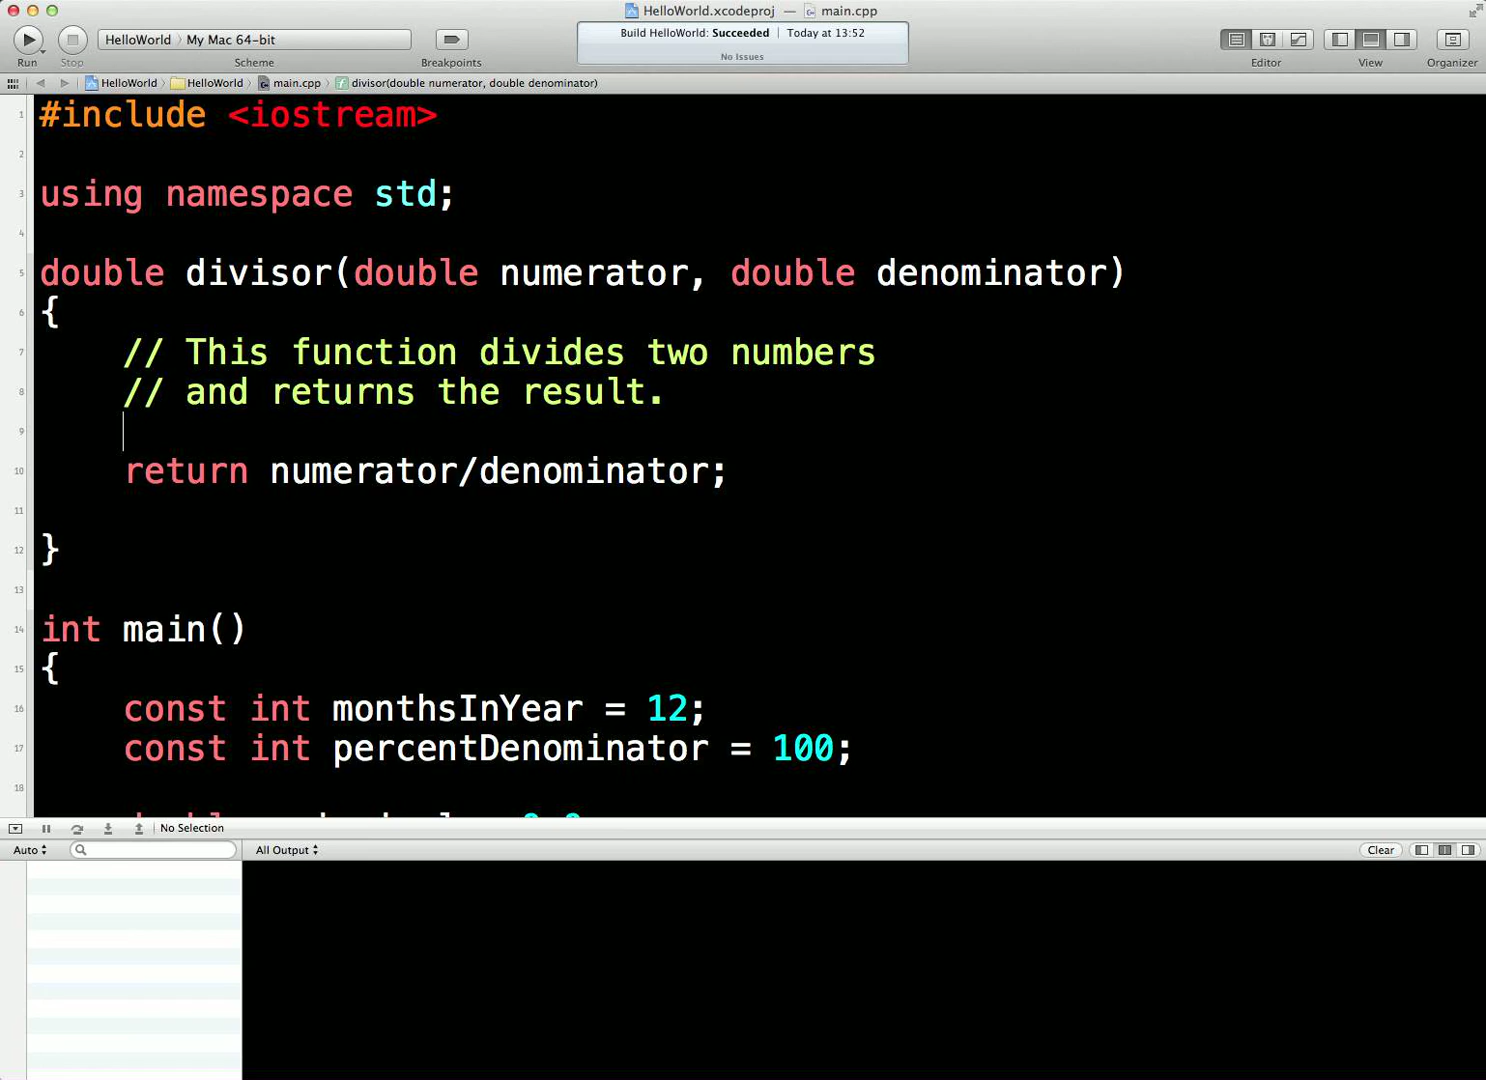 HelloWorld.xcodeproj — main.cpp
HelloWorld My Mac 64-bit
Build HelloWorld: Succeeded | Today at 13:52
No Issues
Run Stop Scheme Breakpoints Editor View Organizer
HelloWorld HelloWorld main.cpp divisor(double numerator, double denominator)
1 #include <iostream>
2
3 using namespace std;
4
5 double divisor(double numerator, double denominator)
6 {
7 // This function divides two numbers
8 // and returns the result.
9
10 return numerator/denominator;
11
12 }
13
14 int main()
15 {
16 const int monthsInYear = 12;
17 const int percentDenominator = 100;
18
No Selection
Auto All Output Clear